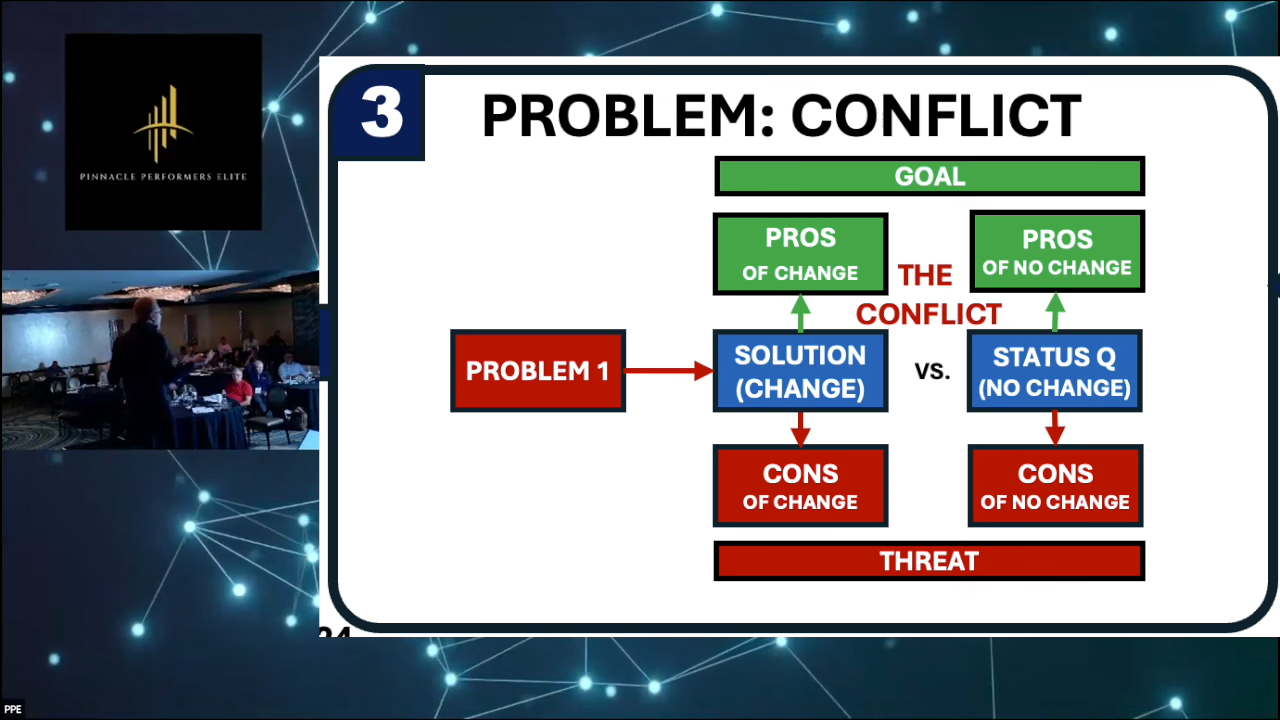 PINNACLE PERFORMERS ELITE
3
PROBLEM: CONFLICT
GOAL
PROS
OF CHANGE
THE
CONFLICT
PROS
OF NO CHANGE
PROBLEM 1
SOLUTION
(CHANGE)
VS.
STATUS Q
(NO CHANGE)
CONS
OF CHANGE
CONS
OF NO CHANGE
THREAT
PPE